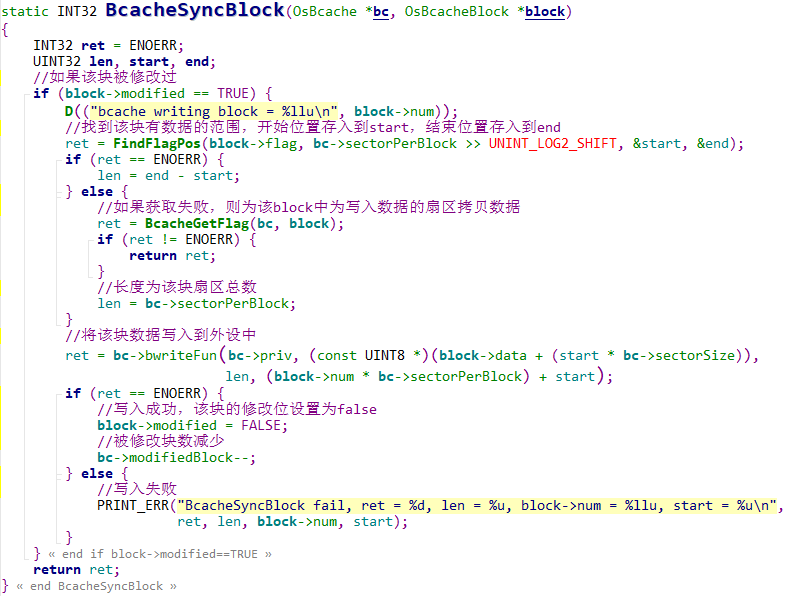 static INT32 BcacheSyncBlock(OsBcache *bc, OsBcacheBlock *block)
{
    INT32 ret = ENOERR;
    UINT32 len, start, end;
    //如果该块被修改过
    if (block->modified == TRUE) {
        D(("bcache writing block = %llu\n", block->num));
        //找到该块有数据的范围，开始位置存入到start，结束位置存入到end
        ret = FindFlagPos(block->flag, bc->sectorPerBlock >> UNINT_LOG2_SHIFT, &start, &end);
        if (ret == ENOERR) {
            len = end - start;
        } else {
            //如果获取失败，则为该block中为写入数据的扇区拷贝数据
            ret = BcacheGetFlag(bc, block);
            if (ret != ENOERR) {
                return ret;
            }
            //长度为该块扇区总数
            len = bc->sectorPerBlock;
        }
        //将该块数据写入到外设中
        ret = bc->bwriteFun(bc->priv, (const UINT8 *)(block->data + (start * bc->sectorSize)),
                            len, (block->num * bc->sectorPerBlock) + start);
        if (ret == ENOERR) {
            //写入成功，该块的修改位设置为false
            block->modified = FALSE;
            //被修改块数减少
            bc->modifiedBlock--;
        } else {
            //写入失败
            PRINT_ERR("BcacheSyncBlock fail, ret = %d, len = %u, block->num = %llu, start = %u\n",
                      ret, len, block->num, start);
        }
    } « end if block->modified==TRUE »
    return ret;
} « end BcacheSyncBlock »